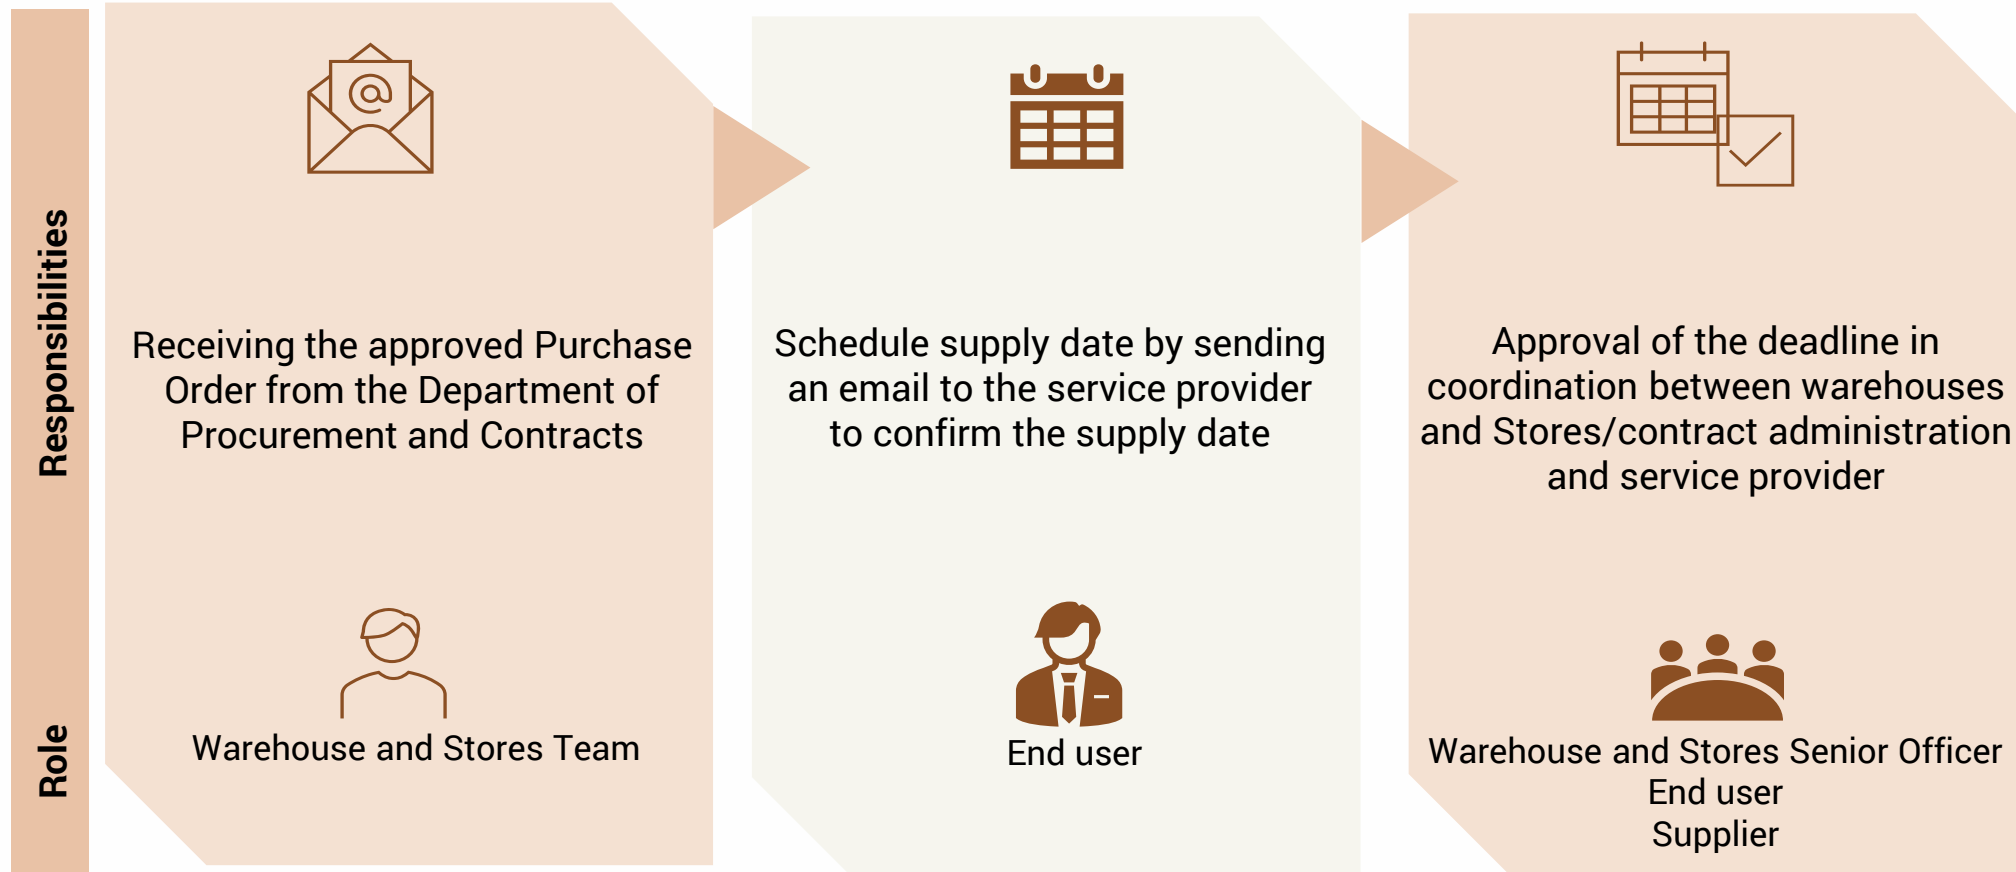 Responsibilities
Receiving the approved Purchase
Order from the Department of
Procurement and Contracts
Schedule supply date by sending
an email to the service provider
to confirm the supply date
Approval of the deadline in
coordination between warehouses
and Stores/contract administration
and service provider
Role
Warehouse and Stores Team
End user
Warehouse and Stores Senior Officer
End user
Supplier